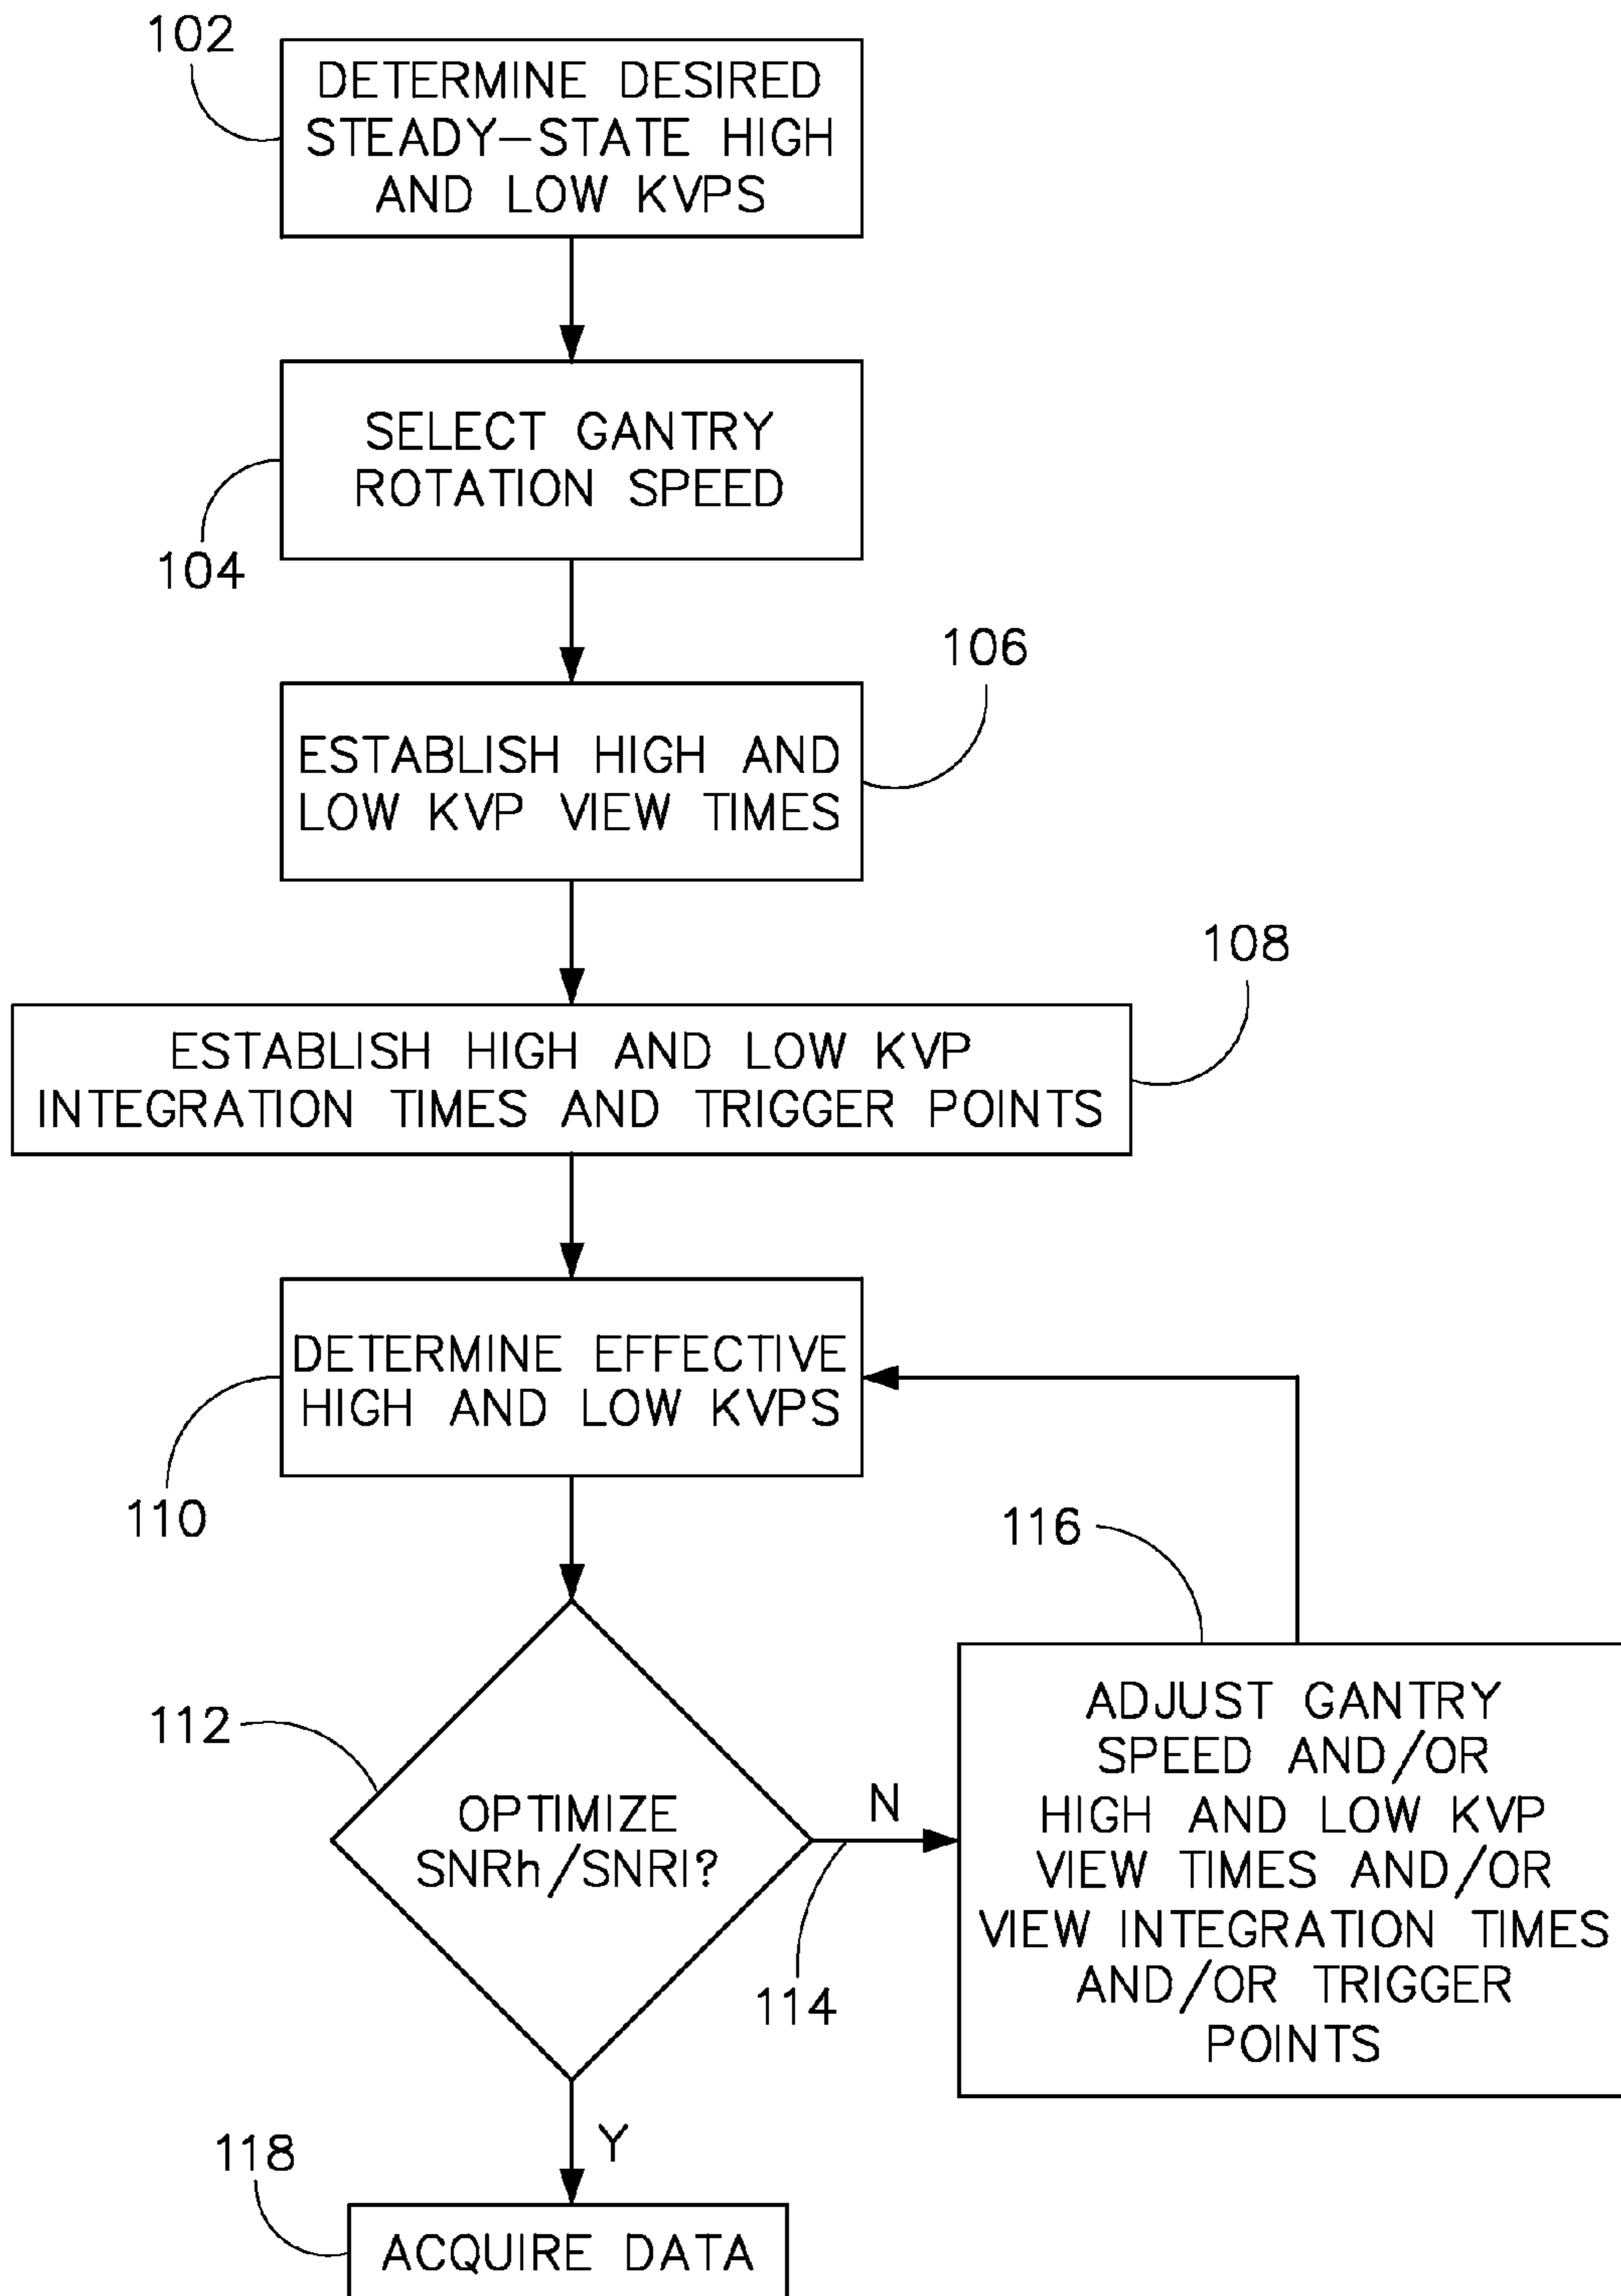 102
DETERMINE DESIRED
STEADY-STATE HIGH
AND LOW KVPS
SELECT GANTRY
ROTATION SPEED
104
106
ESTABLISH HIGH AND
LOW KVP VIEW TIMES
108
ESTABLISH HIGH AND LOW KVP
INTEGRATION TIMES AND TRIGGER POINTS
DETERMINE EFFECTIVE
HIGH AND LOW KVPS
110
116
112
OPTIMIZE
SNRh/SNRl?
N
114
ADJUST GANTRY
SPEED AND/OR
HIGH AND LOW KVP
VIEW TIMES AND/OR
VIEW INTEGRATION TIMES
AND/OR TRIGGER
POINTS
Y
118
ACQUIRE DATA